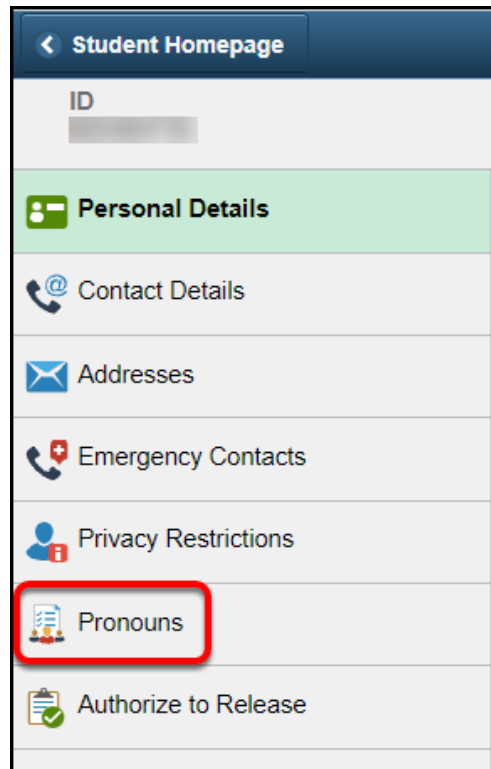 Student Homepage
ID
Personal Details
Contact Details
Addresses
Emergency Contacts
Privacy Restrictions
Pronouns
Authorize to Release